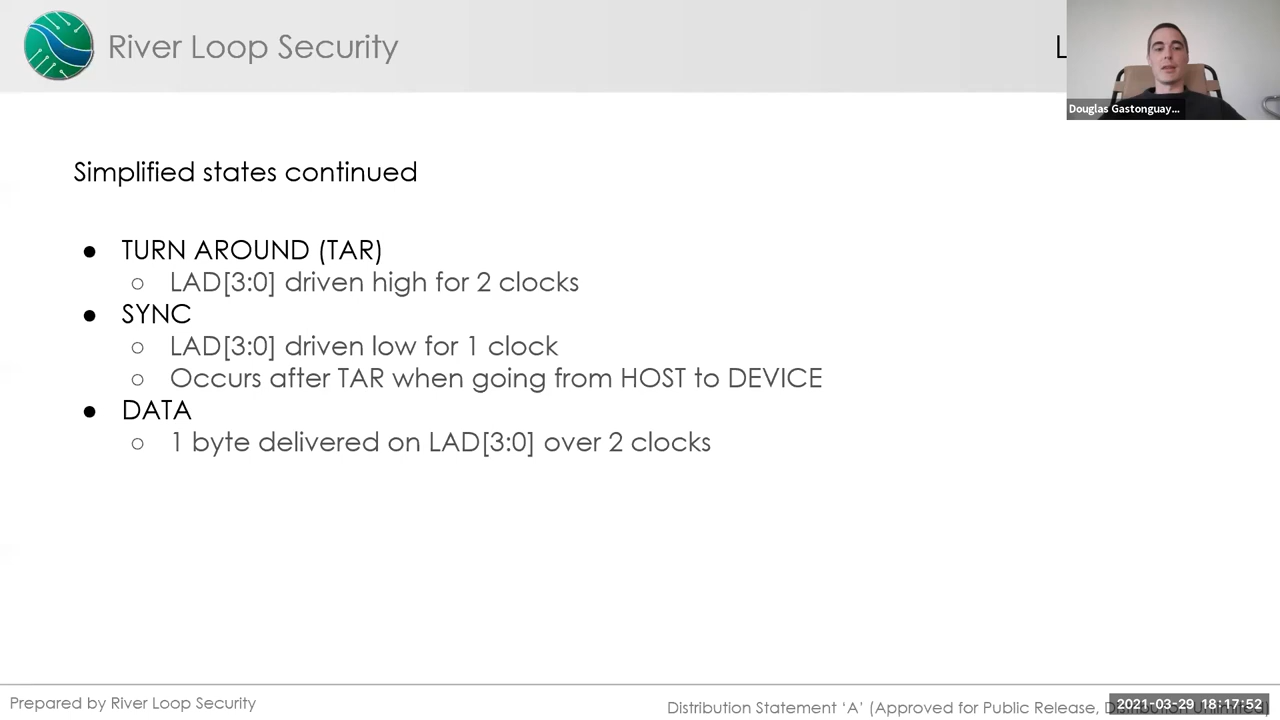 River Loop Security
L
Douglas Gastonguay...
Simplified states continued
● TURN AROUND (TAR)
○ LAD[3:0] driven high for 2 clocks
● SYNC
○ LAD[3:0] driven low for 1 clock
○ Occurs after TAR when going from HOST to DEVICE
● DATA
○ 1 byte delivered on LAD[3:0] over 2 clocks
Prepared by River Loop Security
Distribution Statement ‘A’ (Approved for Public Release, Distribution Unlimited)
2021-03-29 18:17:52